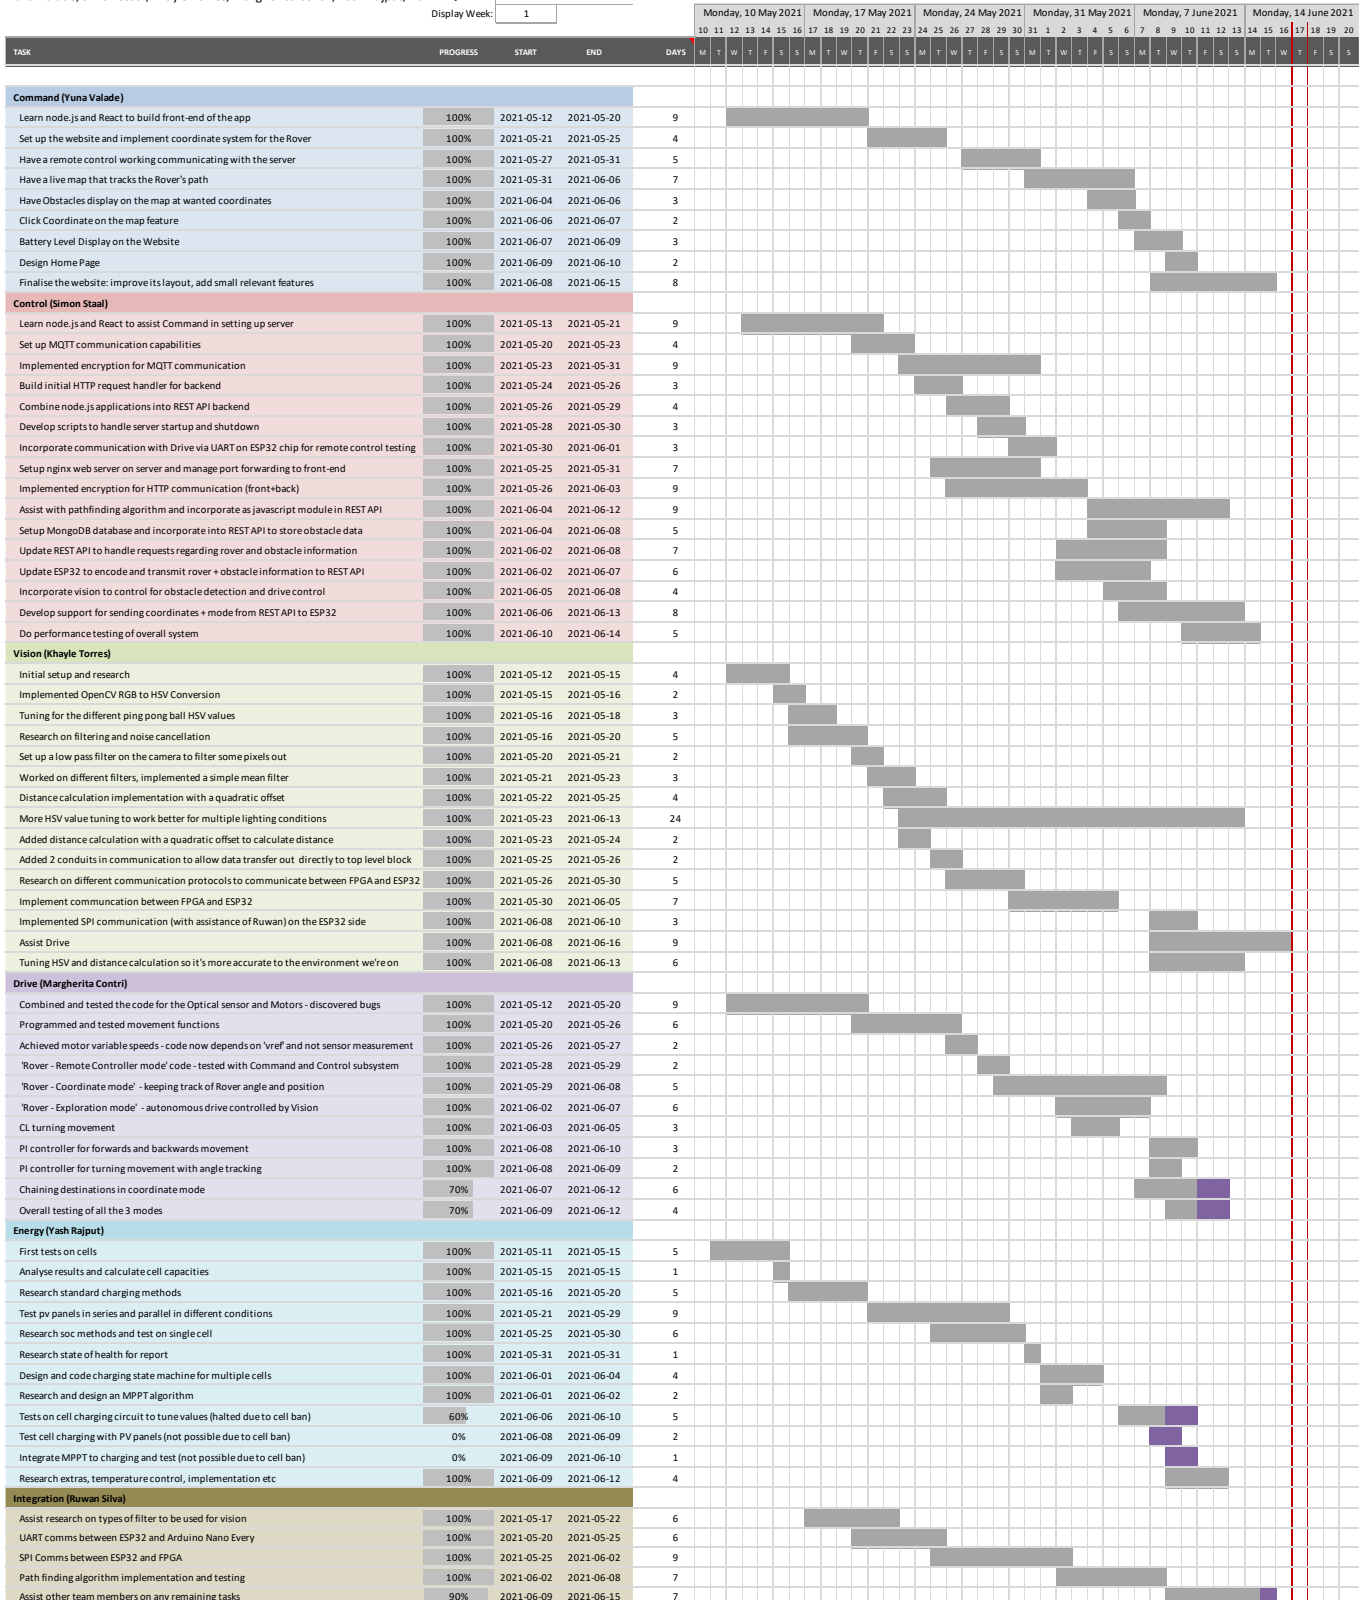 Display Week: 1
Monday, 10 May 2021 Monday, 17 May 2021 Monday, 24 May 2021 Monday, 31 May 2021 Monday, 7 June 2021 Monday, 14 June 2021
10 11 12 13 14 15 16 17 18 19 20 21 22 23 24 25 26 27 28 29 30 31 1 2 3 4 5 6 7 8 9 10 11 12 13 14 15 16 17 18 19 20
TASK PROGRESS START END DAYS M T W T F S S M T W T F S S M T W T F S S M T W T F S S M T W T F S S M T W T F S S
Command (Yuna Valade)
Learn node.js and React to build front-end of the app 100% 2021-05-12 2021-05-20 9
Set up the website and implement coordinate system for the Rover 100% 2021-05-21 2021-05-25 4
Have a remote control working communicating with the server 100% 2021-05-27 2021-05-31 5
Have a live map that tracks the Rover's path 100% 2021-05-31 2021-06-06 7
Have Obstacles display on the map at wanted coordinates 100% 2021-06-04 2021-06-06 3
Click Coordinate on the map feature 100% 2021-06-06 2021-06-07 2
Battery Level Display on the Website 100% 2021-06-07 2021-06-09 3
Design Home Page 100% 2021-06-09 2021-06-10 2
Finalise the website: improve its layout, add small relevant features 100% 2021-06-08 2021-06-15 8
Control (Simon Staal)
Learn node.js and React to assist Command in setting up server 100% 2021-05-13 2021-05-21 9
Set up MQTT communication capabilities 100% 2021-05-20 2021-05-23 4
Implemented encryption for MQTT communication 100% 2021-05-23 2021-05-31 9
Build initial HTTP request handler for backend 100% 2021-05-24 2021-05-26 3
Combine node.js applications into REST API backend 100% 2021-05-26 2021-05-29 4
Develop scripts to handle server startup and shutdown 100% 2021-05-28 2021-05-30 3
Incorporate communication with Drive via UART on ESP32 chip for remote control testing 100% 2021-05-30 2021-06-01 3
Setup nginx web server on server and manage port forwarding to front-end 100% 2021-05-25 2021-05-31 7
Implemented encryption for HTTP communication (front+back) 100% 2021-05-26 2021-06-03 9
Assist with pathfinding algorithm and incorporate as javascript module in REST API 100% 2021-06-04 2021-06-12 9
Setup MongoDB database and incorporate into REST API to store obstacle data 100% 2021-06-04 2021-06-08 5
Update REST API to handle requests regarding rover and obstacle information 100% 2021-06-02 2021-06-08 7
Update ESP32 to encode and transmit rover + obstacle information to REST API 100% 2021-06-02 2021-06-07 6
Incorporate vision to control for obstacle detection and drive control 100% 2021-06-05 2021-06-08 4
Develop support for sending coordinates + mode from REST API to ESP32 100% 2021-06-06 2021-06-13 8
Do performance testing of overall system 100% 2021-06-10 2021-06-14 5
Vision (Khayle Torres)
Initial setup and research 100% 2021-05-12 2021-05-15 4
Implemented OpenCV RGB to HSV Conversion 100% 2021-05-15 2021-05-16 2
Tuning for the different ping pong ball HSV values 100% 2021-05-16 2021-05-18 3
Research on filtering and noise cancellation 100% 2021-05-16 2021-05-20 5
Set up a low pass filter on the camera to filter some pixels out 100% 2021-05-20 2021-05-21 2
Worked on different filters, implemented a simple mean filter 100% 2021-05-21 2021-05-23 3
Distance calculation implementation with a quadratic offset 100% 2021-05-22 2021-05-25 4
More HSV value tuning to work better for multiple lighting conditions 100% 2021-05-23 2021-06-13 24
Added distance calculation with a quadratic offset to calculate distance 100% 2021-05-23 2021-05-24 2
Added 2 conduits in communication to allow data transfer out directly to top level block 100% 2021-05-25 2021-05-26 2
Research on different communication protocols to communicate between FPGA and ESP32 100% 2021-05-26 2021-05-30 5
Implement communcation between FPGA and ESP32 100% 2021-05-30 2021-06-05 7
Implemented SPI communication (with assistance of Ruwan) on the ESP32 side 100% 2021-06-08 2021-06-10 3
Assist Drive 100% 2021-06-08 2021-06-16 9
Tuning HSV and distance calculation so it's more accurate to the environment we're on 100% 2021-06-08 2021-06-13 6
Drive (Margherita Contri)
Combined and tested the code for the Optical sensor and Motors - discovered bugs 100% 2021-05-12 2021-05-20 9
Programmed and tested movement functions 100% 2021-05-20 2021-05-26 6
Achieved motor variable speeds - code now depends on 'vref' and not sensor measurement 100% 2021-05-26 2021-05-27 2
'Rover - Remote Controller mode' code - tested with Command and Control subsystem 100% 2021-05-28 2021-05-29 2
'Rover - Coordinate mode' - keeping track of Rover angle and position 100% 2021-05-29 2021-06-08 5
'Rover - Exploration mode' - autonomous drive controlled by Vision 100% 2021-06-02 2021-06-07 6
CL turning movement 100% 2021-06-03 2021-06-05 3
PI controller for forwards and backwards movement 100% 2021-06-08 2021-06-10 3
PI controller for turning movement with angle tracking 100% 2021-06-08 2021-06-09 2
Chaining destinations in coordinate mode 70% 2021-06-07 2021-06-12 6
Overall testing of all the 3 modes 70% 2021-06-09 2021-06-12 4
Energy (Yash Rajput)
First tests on cells 100% 2021-05-11 2021-05-15 5
Analyse results and calculate cell capacities 100% 2021-05-15 2021-05-15 1
Research standard charging methods 100% 2021-05-16 2021-05-20 5
Test pv panels in series and parallel in different conditions 100% 2021-05-21 2021-05-29 9
Research soc methods and test on single cell 100% 2021-05-25 2021-05-30 6
Research state of health for report 100% 2021-05-31 2021-05-31 1
Design and code charging state machine for multiple cells 100% 2021-06-01 2021-06-04 4
Research and design an MPPT algorithm 100% 2021-06-01 2021-06-02 2
Tests on cell charging circuit to tune values (halted due to cell ban) 60% 2021-06-06 2021-06-10 5
Test cell charging with PV panels (not possible due to cell ban) 0% 2021-06-08 2021-06-09 2
Integrate MPPT to charging and test (not possible due to cell ban) 0% 2021-06-09 2021-06-10 1
Research extras, temperature control, implementation etc 100% 2021-06-09 2021-06-12 4
Integration (Ruwan Silva)
Assist research on types of filter to be used for vision 100% 2021-05-17 2021-05-22 6
UART comms between ESP32 and Arduino Nano Every 100% 2021-05-20 2021-05-25 6
SPI Comms between ESP32 and FPGA 100% 2021-05-25 2021-06-02 9
Path finding algorithm implementation and testing 100% 2021-06-02 2021-06-08 7
Assist other team members on any remaining tasks 90% 2021-06-09 2021-06-15 7